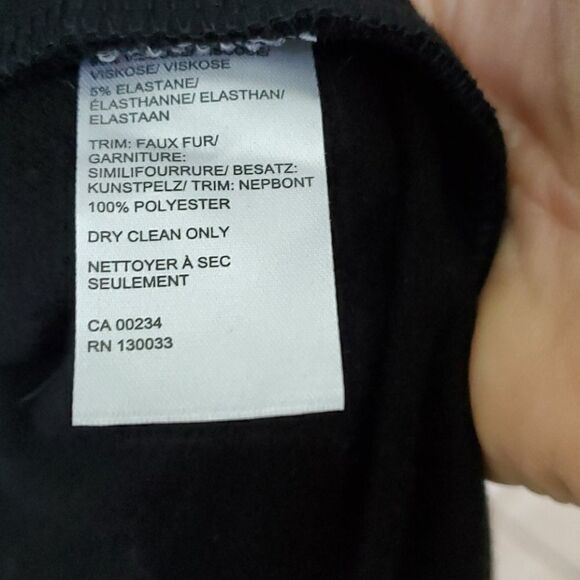 VISKOSE/ VISKOSE
5% ELASTANE/
ÉLASTHANNE/ ELASTHAN/
ELASTAAN
TRIM: FAUX FUR/
GARNITURE:
SIMILIFOURRURE/ BESATZ:
KUNSTPELZ/ TRIM: NEPBONT
100% POLYESTER
DRY CLEAN ONLY
NETTOYER À SEC
SEULEMENT
CA 00234
RN 130033